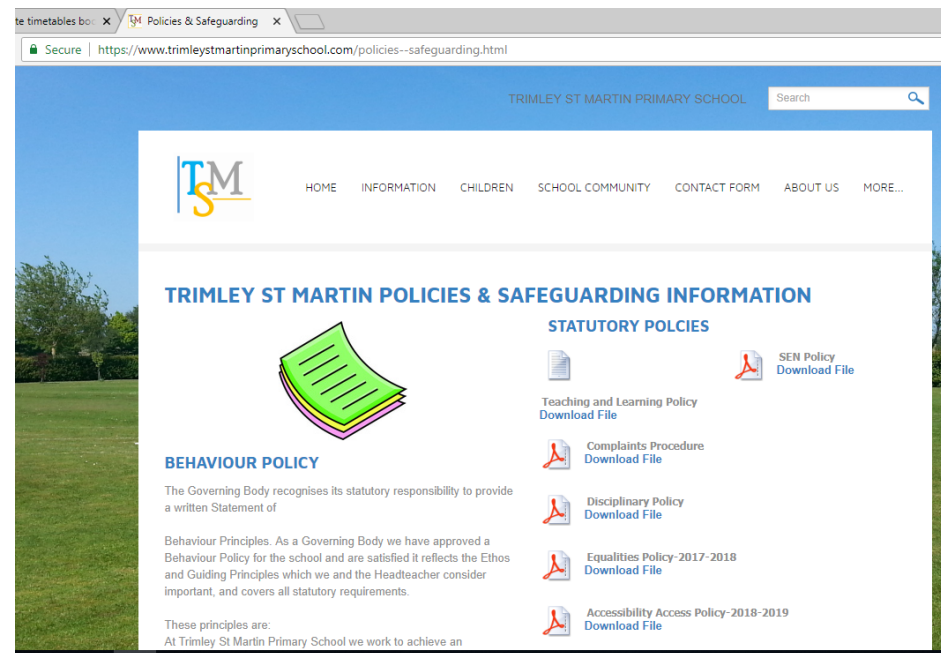 te timetables boo
Policies & Safeguarding
Secure
https://www.trimleystmartinprimaryschool.com/policies--safeguarding.html
TRIMLEY ST MARTIN PRIMARY SCHOOL
Search
TSM
HOME INFORMATION CHILDREN SCHOOL COMMUNITY CONTACT FORM ABOUT US MORE...
TRIMLEY ST MARTIN POLICIES & SAFEGUARDING INFORMATION
BEHAVIOUR POLICY
The Governing Body recognises its statutory responsibility to provide
a written Statement of
Behaviour Principles. As a Governing Body we have approved a
Behaviour Policy for the school and are satisfied it reflects the Ethos
and Guiding Principles which we and the Headteacher consider
important, and covers all statutory requirements.
These principles are:
At Trimley St Martin Primary School we work to achieve an
STATUTORY POLCIES
SEN Policy
Download File
Teaching and Learning Policy
Download File
Complaints Procedure
Download File
Disciplinary Policy
Download File
Equalities Policy-2017-2018
Download File
Accessibility Access Policy-2018-2019
Download File